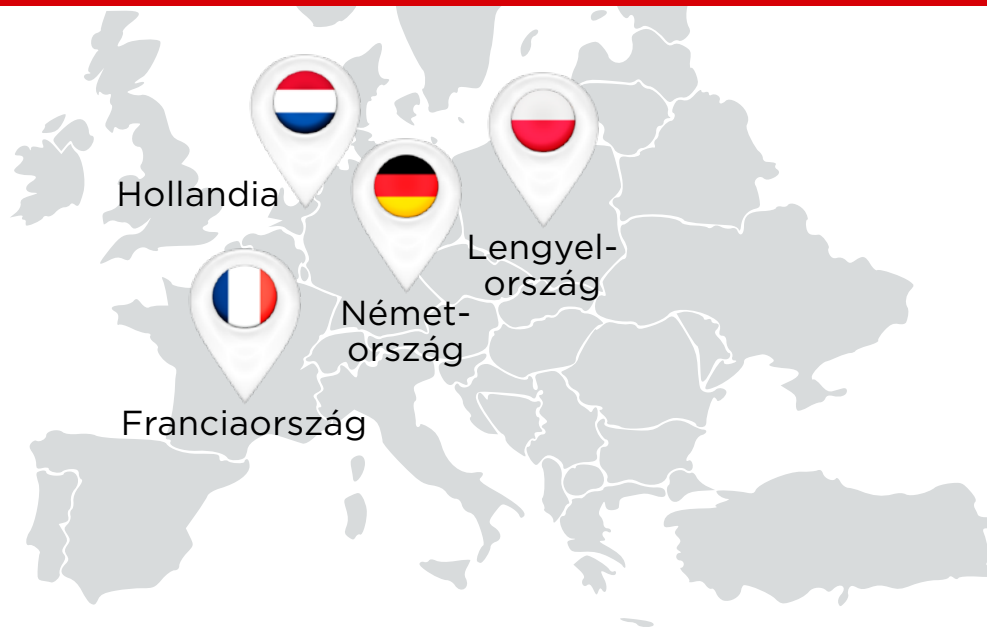 Hollandia
Lengyel-
ország
Német-
ország
Franciaország